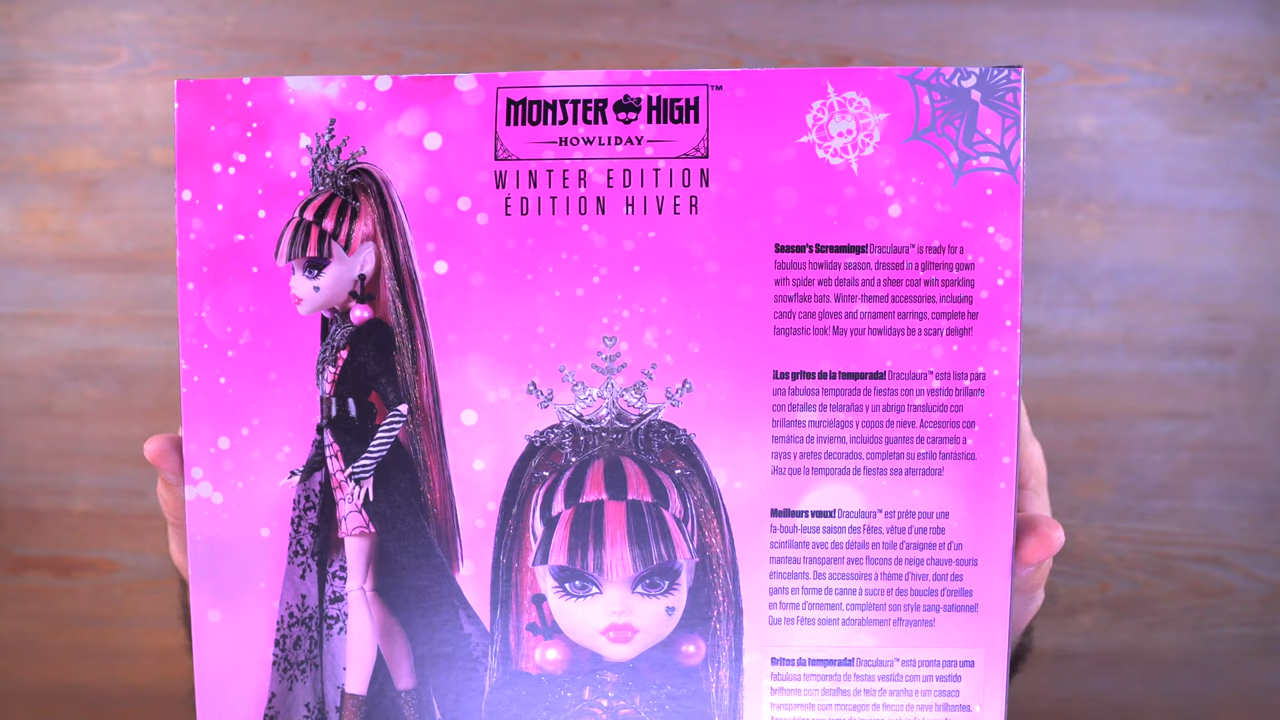 MONSTER HIGH™
HOWLIDAY
WINTER EDITION
ÉDITION HIVER
Season's Screamings! Draculaura™ is ready for a
fabulous howliday season, dressed in a glittering gown
with spider web details and a sheer coat with sparkling
snowflake bats. Winter-themed accessories, including
candy cane gloves and ornament earrings, complete her
fangtastic look! May your howlidays be a scary delight!
¡Los gritos de la temporada! Draculaura™ está lista para
una fabulosa temporada de fiestas con un vestido brillante
con detalles de telarañas y un abrigo translúcido con
brillantes murciélagos y copos de nieve. Accesorios con
temática de invierno, incluidos guantes de caramelo a
rayas y aretes decorados, completan su estilo fantástico.
¡Haz que la temporada de fiestas sea aterradora!
Meilleurs vœux! Draculaura™ est prête pour une
fa-bouh-leuse saison des Fêtes, vêtue d'une robe
scintillante avec des détails en toile d'araignée et d'un
manteau transparent avec flocons de neige chauve-souris
étincelants. Des accessoires à thème d'hiver, dont des
gants en forme de canne à sucre et des boucles d'oreilles
en forme d'ornement, complètent son style sang-sationnel!
Que tes Fêtes soient adorablement effrayantes!
Gritos da temporada! Draculaura™ está pronta para uma
fabulosa temporada de festas vestida com um vestido
brilhante com detalhes de teia de aranha e um casaco
transparente com morcegos de flocos de neve brilhantes.